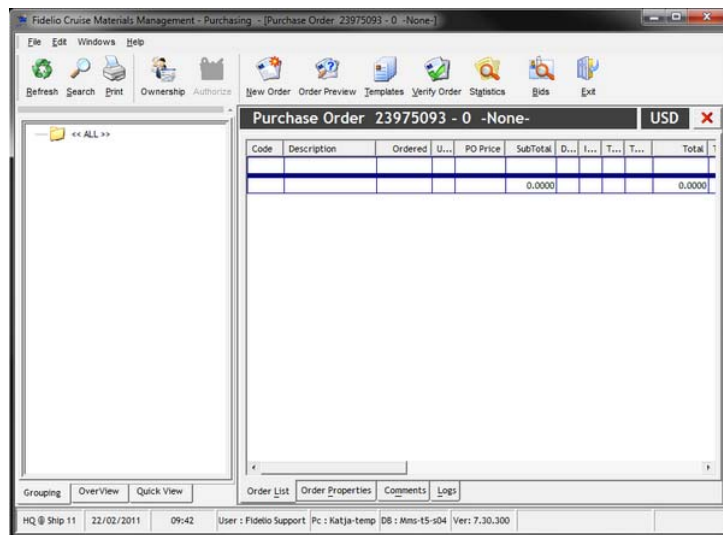 Fidelio Cruise Materials Management - Purchasing - [Purchase Order 23975093 - 0 -None-]
File Edit Windows Help
Refresh Search Print Ownership Authorize New Order Order Preview Templates Verify Order Statistics Bids Exit
Purchase Order 23975093 - 0 -None- USD
<< ALL >>
Code Description Ordered U... PO Price SubTotal D... I... T... T... Total T
0.0000 0.0000
Grouping OverView Quick View Order List Order Properties Comments Logs
HQ @ Ship 11 22/02/2011 09:42 User : Fidelio Support Pc : Katja-temp DB : Mms-t5-s04 Ver: 7.30.300